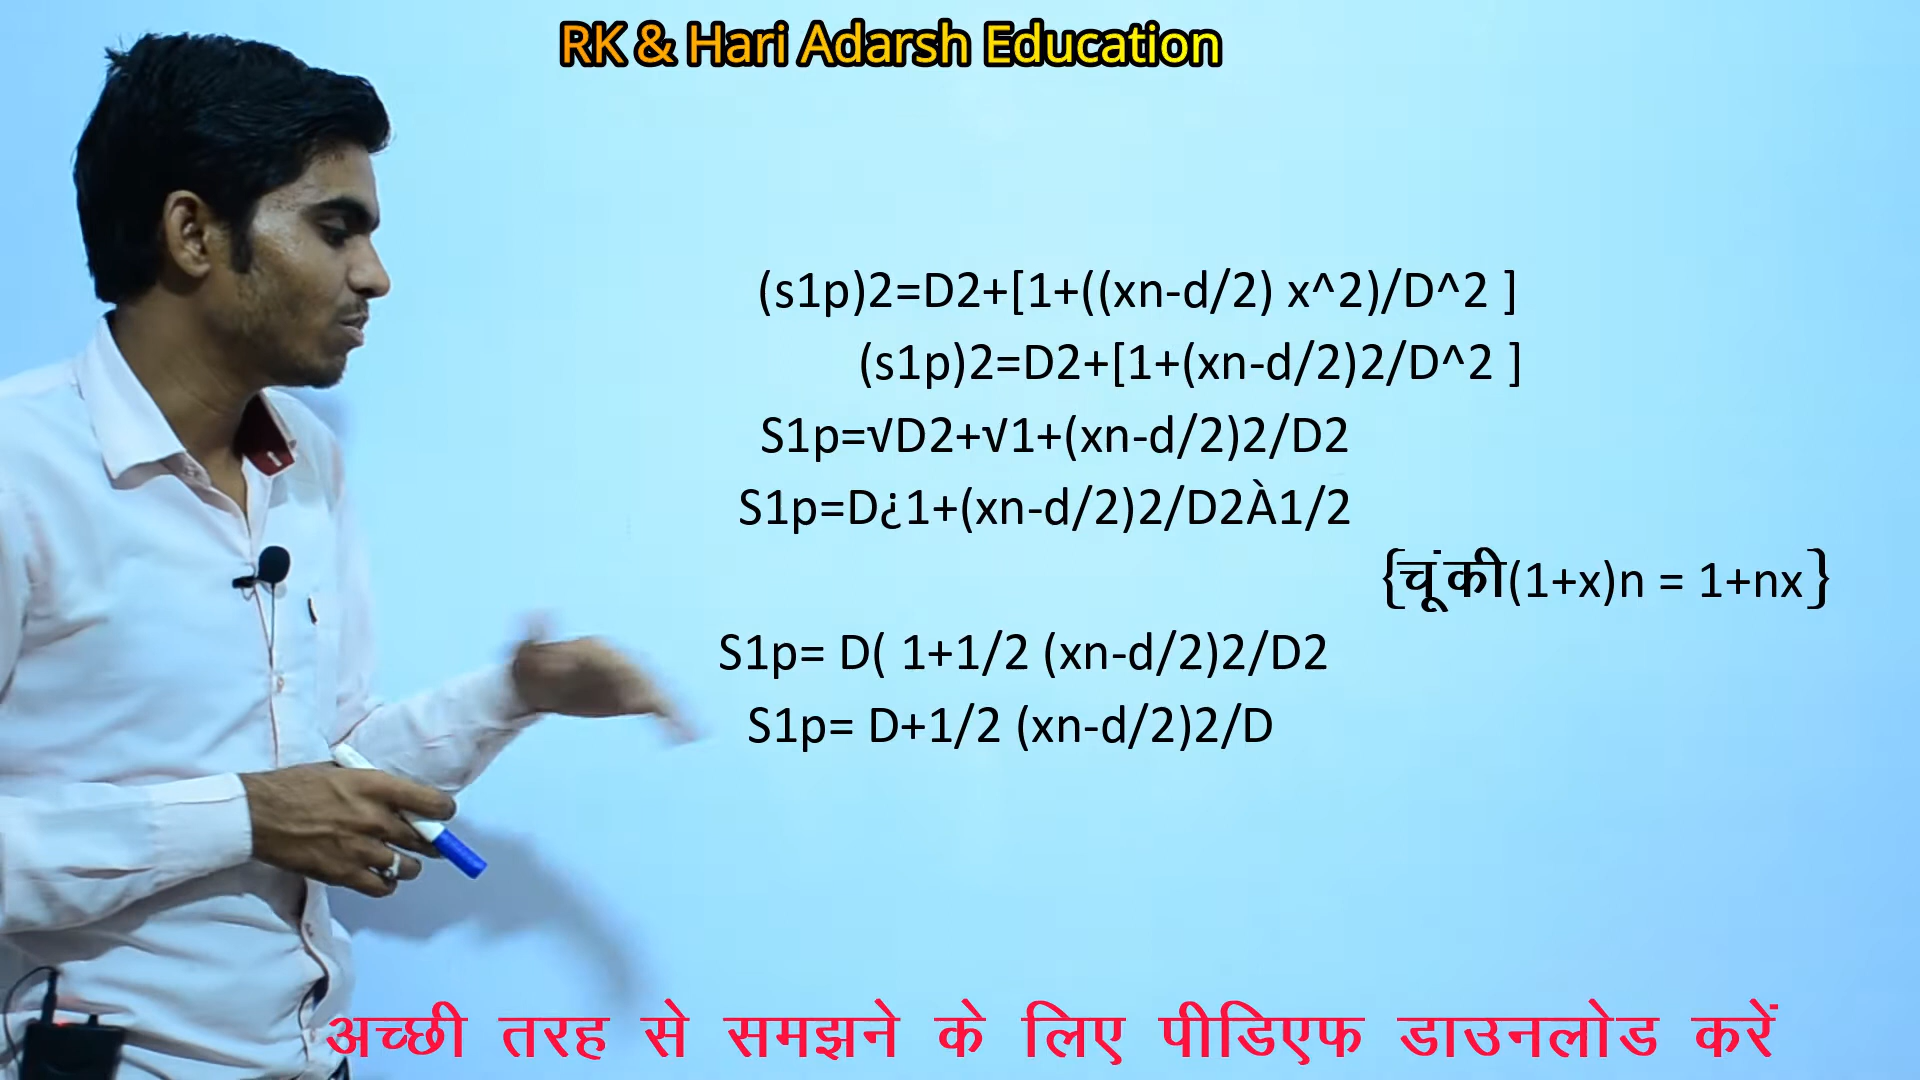 RK & Hari Adarsh Education
(s1p)2=D2+[1+((xn-d/2) x^2)/D^2 ]
(s1p)2=D2+[1+(xn-d/2)2/D^2 ]
S1p=√D2+√1+(xn-d/2)2/D2
S1p=D¿1+(xn-d/2)2/D2À1/2
{चूंकी(1+x)n = 1+nx}
S1p= D( 1+1/2 (xn-d/2)2/D2
S1p= D+1/2 (xn-d/2)2/D
अच्छी तरह से समझने के लिए पीडिएफ डाउनलोड करें